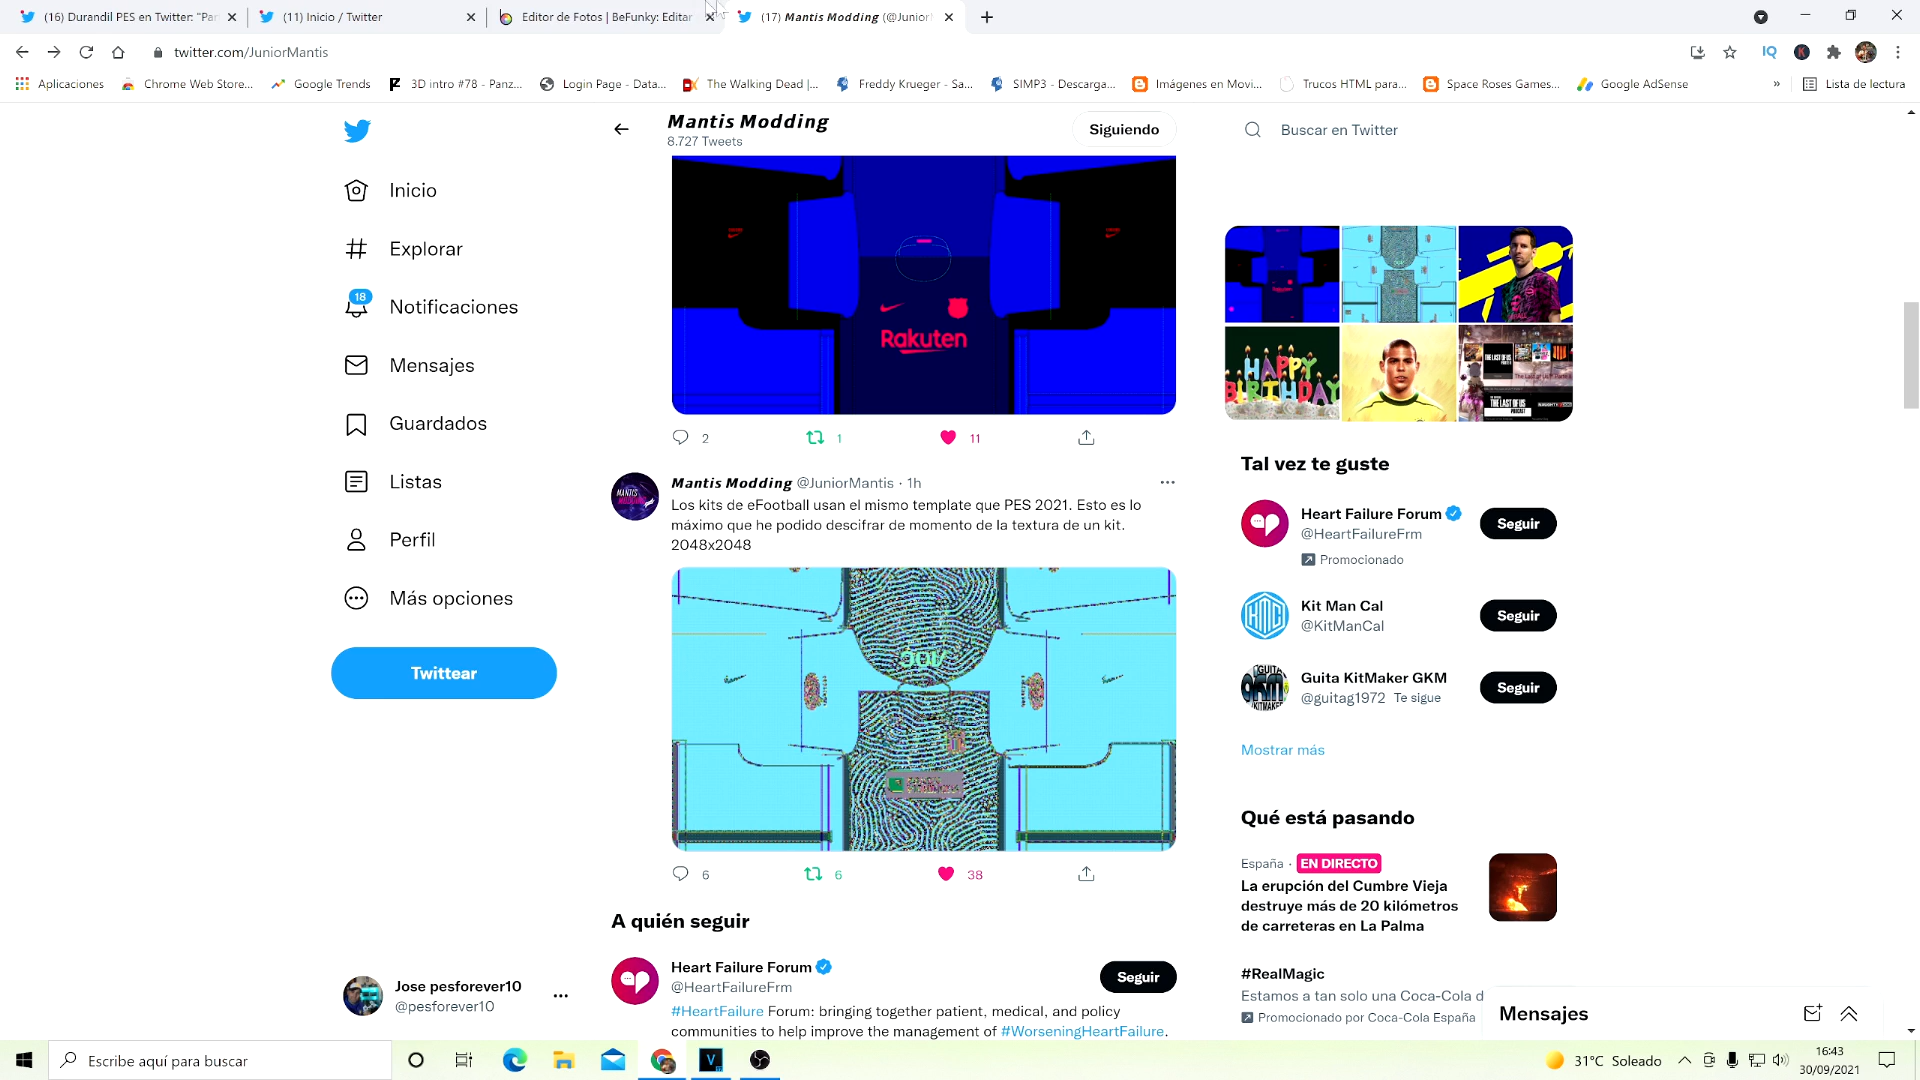 (16) Durandil PES en Twitter: "Par
(11) Inicio / Twitter
Editor de Fotos | BeFunky: Editar
(17) Mantis Modding (@Junior
twitter.com/JuniorMantis
Aplicaciones
Chrome Web Store...
Google Trends
3D intro #78 - Panz...
Login Page - Data...
The Walking Dead |...
Freddy Krueger - Sa...
SIMP3 - Descarga...
Imágenes en Movi...
Trucos HTML para...
Space Roses Games...
Google AdSense
»
Lista de lectura
Mantis Modding
8.727 Tweets
Siguiendo
Buscar en Twitter
Inicio
Explorar
18
Notificaciones
Mensajes
Guardados
Listas
Perfil
Más opciones
Twittear
Rakuten
2
1
11
Mantis Modding @JuniorMantis · 1h
Los kits de eFootball usan el mismo template que PES 2021. Esto es lo
máximo que he podido descifrar de momento de la textura de un kit.
2048x2048
6
6
38
A quién seguir
Heart Failure Forum
@HeartFailureFrm
Seguir
#HeartFailure Forum: bringing together patient, medical, and policy
communities to help improve the management of #WorseningHeartFailure.
HAPPY
BIRTHDAY
THE LAST OF US
PODCAST
Tal vez te guste
Heart Failure Forum
@HeartFailureFrm
Promocionado
Seguir
Kit Man Cal
@KitManCal
Seguir
Guita KitMaker GKM
@guitag1972 Te sigue
Seguir
Mostrar más
Qué está pasando
España · EN DIRECTO
La erupción del Cumbre Vieja
destruye más de 20 kilómetros
de carreteras en La Palma
#RealMagic
Estamos a tan solo una Coca-Cola d
Promocionado por Coca-Cola España
Mensajes
Jose pesforever10
@pesforever10
Escribe aquí para buscar
31°C Soleado
16:43
30/09/2021